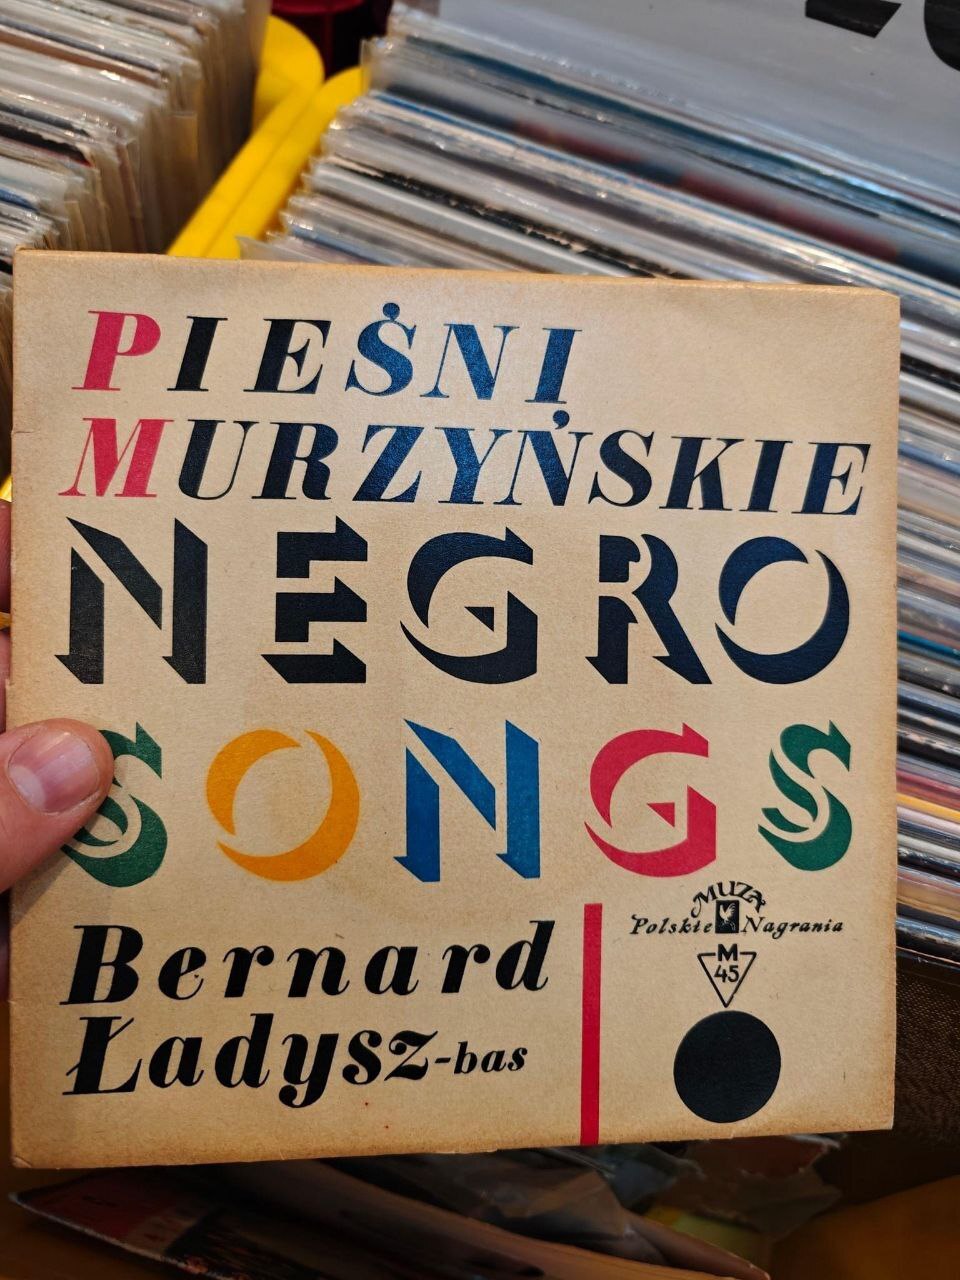 PIEŚNI
MURZYŃSKIE
NEGRO
SONGS
Bernard
Ładysz-bas
MUZA
Polskie Nagrania
M
45